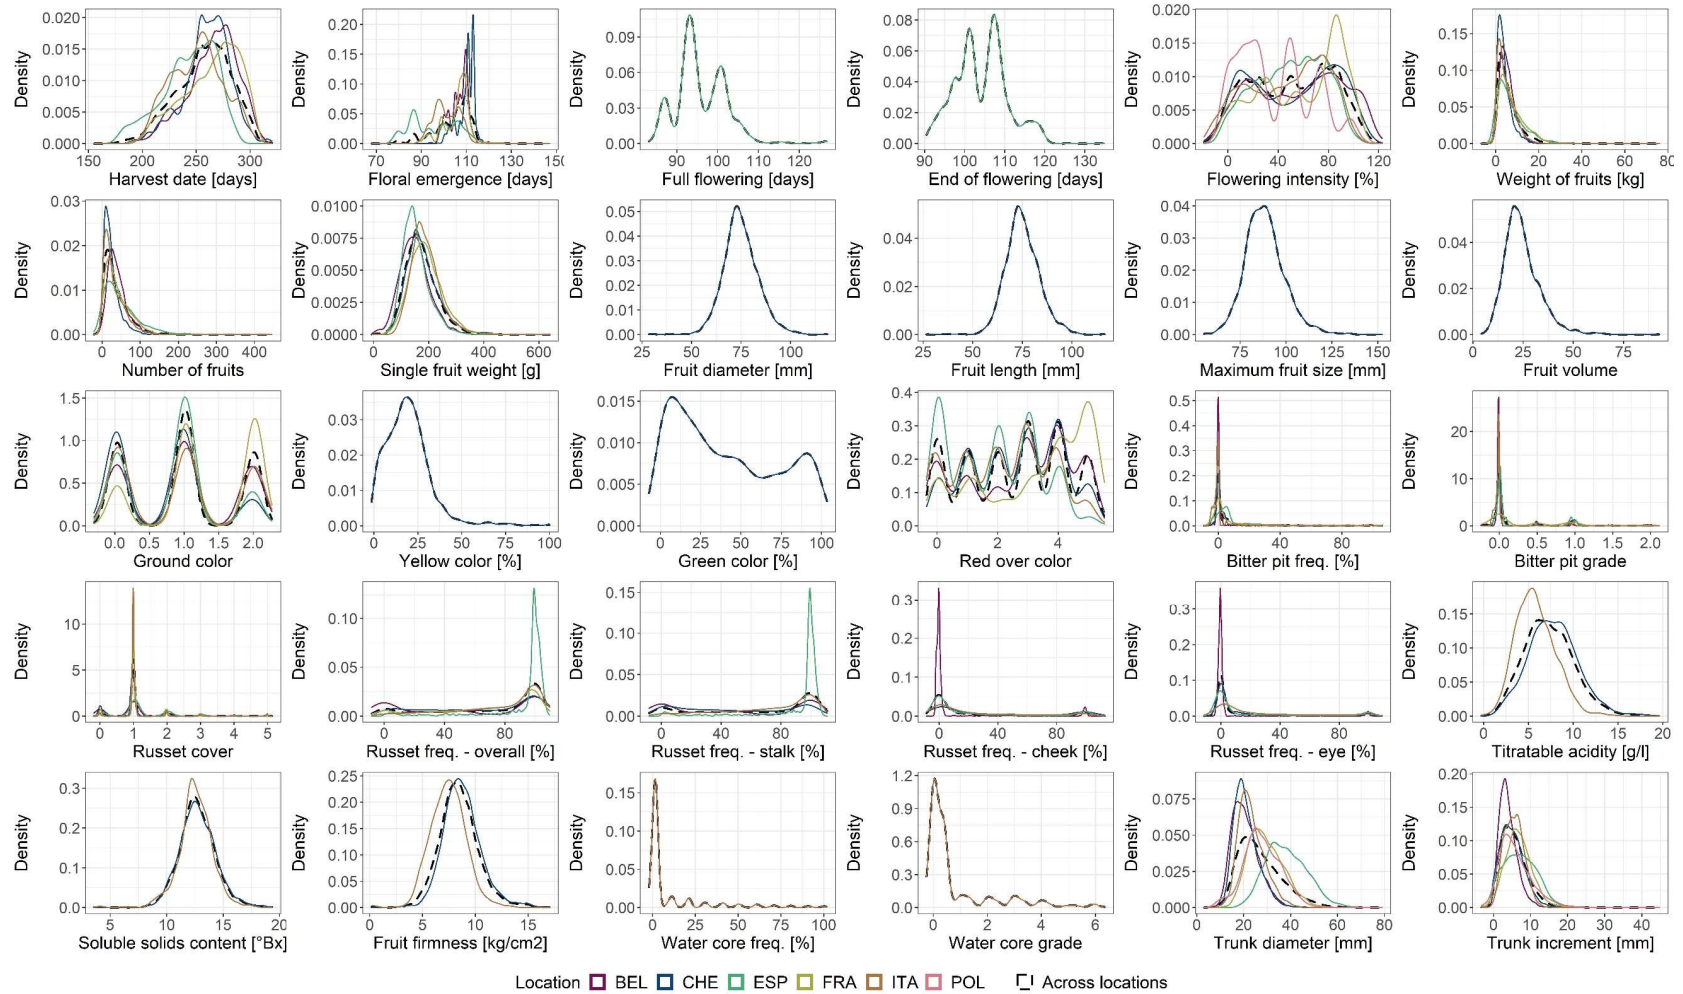 Density 0.020 0.015 0.010 0.005 0.000 150 200 250 300 Harvest date [days]
Density 0.20 0.15 0.10 0.05 0.00 70 90 110 130 Floral emergence [days]
Density 0.09 0.06 0.03 0.00 90 100 110 120 Full flowering [days]
Density 0.08 0.06 0.04 0.02 0.00 90 100 110 120 130 End of flowering [days]
Density 0.020 0.015 0.010 0.005 0.000 0 40 80 120 Flowering intensity [%]
Density 0.15 0.10 0.05 0.00 0 20 40 60 80 Weight of fruits [kg]
Density 0.03 0.02 0.01 0.00 0 100 200 300 400 Number of fruits
Density 0.0100 0.0075 0.0050 0.0025 0.0000 0 200 400 600 Single fruit weight [g]
Density 0.05 0.04 0.03 0.02 0.01 0.00 25 50 75 100 Fruit diameter [mm]
Density 0.04 0.02 0.00 25 50 75 100 Fruit length [mm]
Density 0.04 0.03 0.02 0.01 0.00 75 100 125 150 Maximum fruit size [mm]
Density 0.04 0.02 0.00 0 25 50 75 Fruit volume
Density 1.5 1.0 0.5 0.0 0.0 0.5 1.0 1.5 2.0 Ground color
Density 0.03 0.02 0.01 0.00 0 25 50 75 100 Yellow color [%]
Density 0.015 0.010 0.005 0.000 0 25 50 75 100 Green color [%]
Density 0.4 0.3 0.2 0.1 0.0 0 2 4 Red over color
Density 0.5 0.4 0.3 0.2 0.1 0.0 0 40 80 Bitter pit freq. [%]
Density 20 10 0 0.0 0.5 1.0 1.5 2.0 Bitter pit grade
Density 10 5 0 0 1 2 3 4 5 Russet cover
Density 0.10 0.05 0.00 0 40 80 Russet freq. - overall [%]
Density 0.15 0.10 0.05 0.00 0 40 80 Russet freq. - stalk [%]
Density 0.3 0.2 0.1 0.0 0 40 80 Russet freq. - cheek [%]
Density 0.3 0.2 0.1 0.0 0 40 80 Russet freq. - eye [%]
Density 0.15 0.10 0.05 0.00 0 5 10 15 20 Titratable acidity [g/l]
Density 0.3 0.2 0.1 0.0 5 10 15 20 Soluble solids content [°Bx]
Density 0.25 0.20 0.15 0.10 0.05 0.00 0 5 10 15 Fruit firmness [kg/cm2]
Density 0.15 0.10 0.05 0.00 0 25 50 75 100 Water core freq. [%]
Density 1.2 0.9 0.6 0.3 0.0 0 2 4 6 Water core grade
Density 0.075 0.050 0.025 0.000 0 20 40 60 80 Trunk diameter [mm]
Density 0.20 0.15 0.10 0.05 0.00 0 10 20 30 40 Trunk increment [mm]
Location BEL CHE ESP FRA ITA POL Across locations